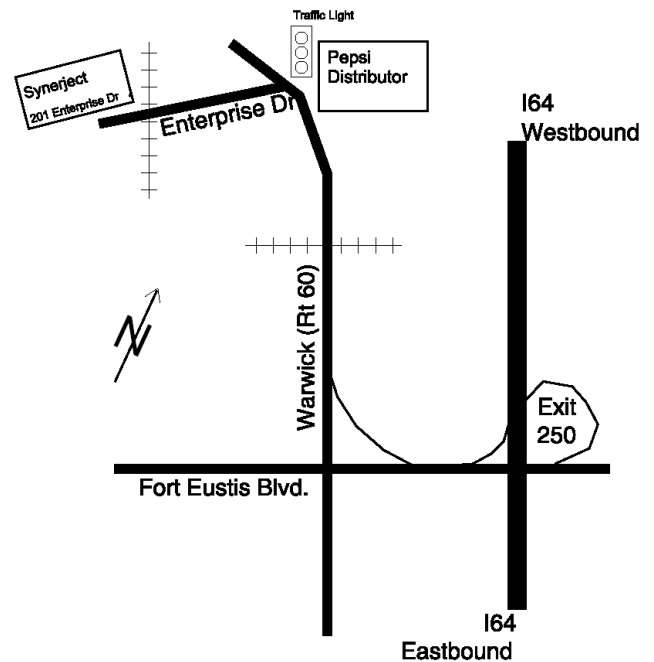 Traffic Light
Pepsi
Distributor
Synerject
201 Enterprise Dr
Enterprise Dr
I64
Westbound
Warwick (Rt 60)
N
Exit
250
Fort Eustis Blvd.
I64
Eastbound